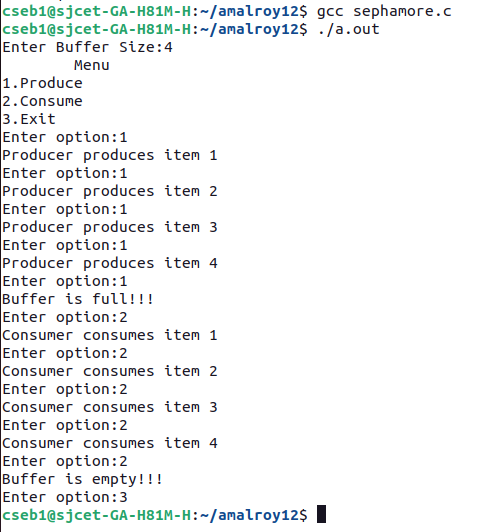 cseb1@sjcet-GA-H81M-H:~/amalroy12$ gcc sephamore.c
cseb1@sjcet-GA-H81M-H:~/amalroy12$ ./a.out
Enter Buffer Size:4
        Menu
1.Produce
2.Consume
3.Exit
Enter option:1
Producer produces item 1
Enter option:1
Producer produces item 2
Enter option:1
Producer produces item 3
Enter option:1
Producer produces item 4
Enter option:1
Buffer is full!!!
Enter option:2
Consumer consumes item 1
Enter option:2
Consumer consumes item 2
Enter option:2
Consumer consumes item 3
Enter option:2
Consumer consumes item 4
Enter option:2
Buffer is empty!!!
Enter option:3
cseb1@sjcet-GA-H81M-H:~/amalroy12$